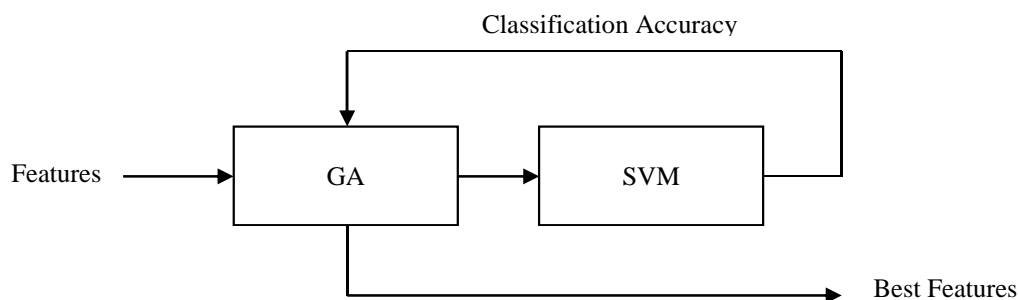 Classification Accuracy
Features
GA
SVM
Best Features